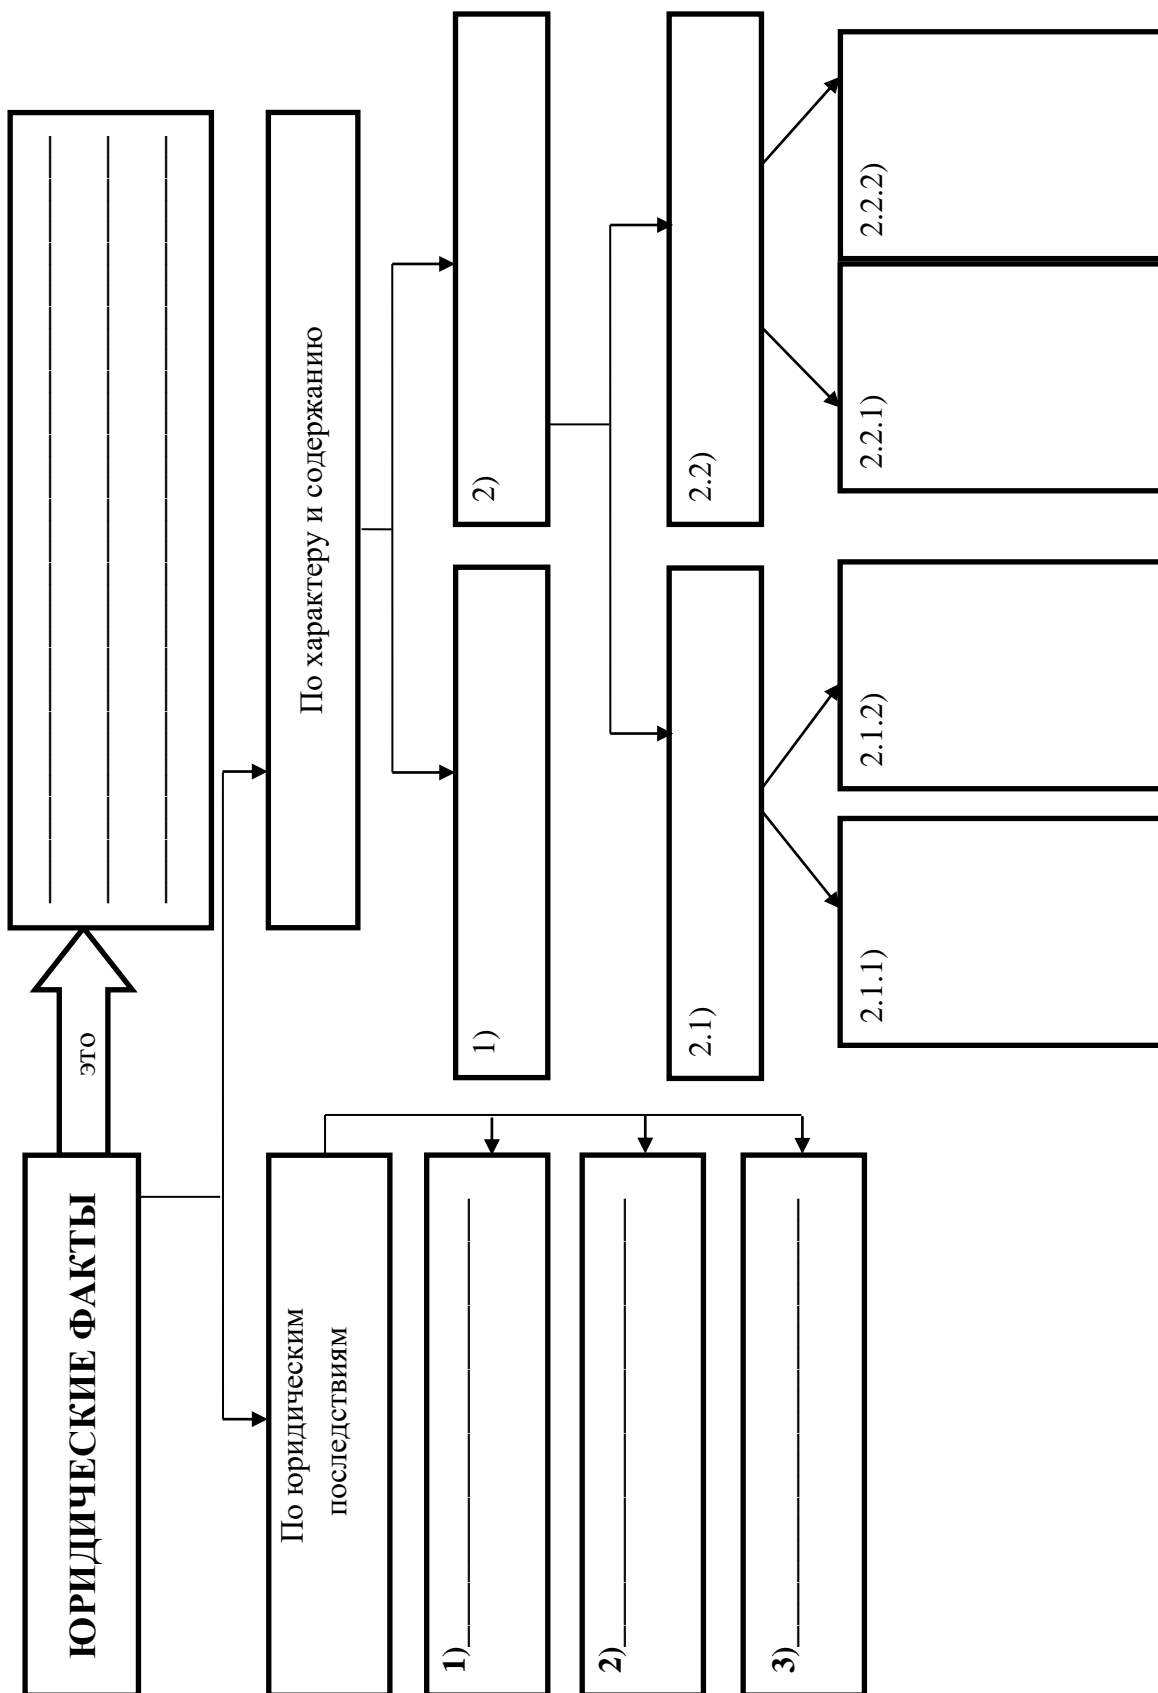 ЮРИДИЧЕСКИЕ ФАКТЫ
это
По юридическим
последствиям
1)
2)
3)
По характеру и содержанию
1)
2)
2.1)
2.2)
2.1.1)
2.1.2)
2.2.1)
2.2.2)